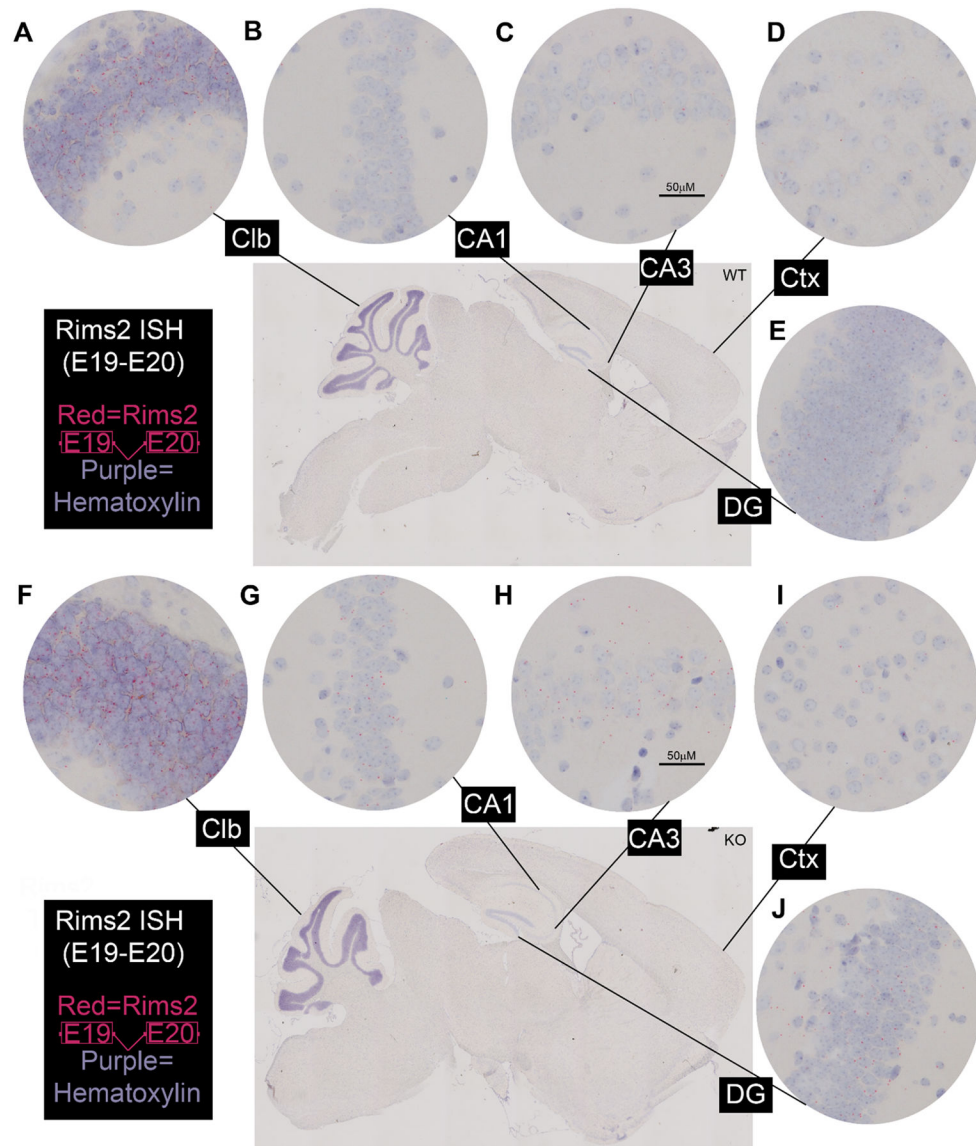 A
B
C
D
50µM
Clb
CA1
CA3
Ctx
WT
Rims2 ISH
(E19-E20)
Red=Rims2
E19 E20
Purple=
Hematoxylin
E
DG
F
G
H
I
50µM
Clb
CA1
CA3
Ctx
KO
Rims2 ISH
(E19-E20)
Red=Rims2
E19 E20
Purple=
Hematoxylin
J
DG